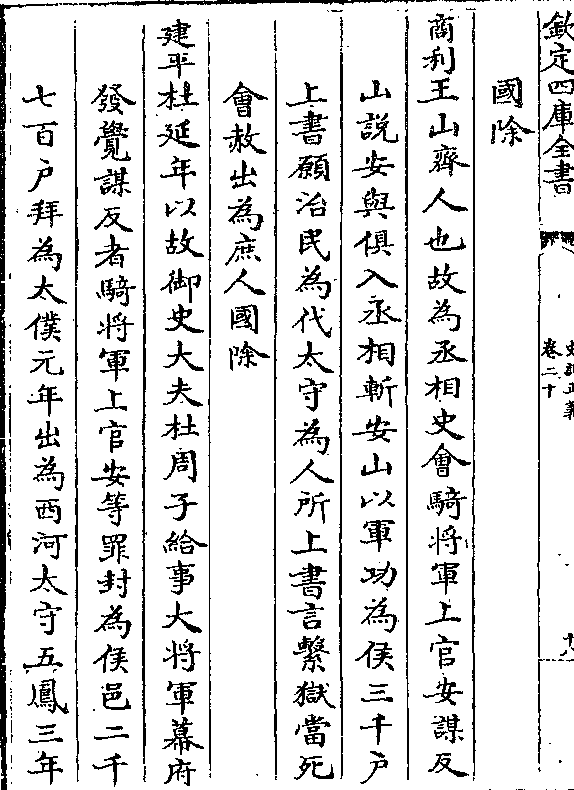 欽定四庫全書
卷二十
國除
商利王山齊人也故為丞相史會騎將軍上官安謀反
山説安與俱入丞相斬安山以軍功為侯三千户
上書願治民為代太守為人所上書言繫獄當死
會赦出為庶人國除
建平杜延年以故御史大夫杜周子給事大將軍幕府
發覺謀反者騎將軍上官安等罪封為侯邑二千
七百户拜為太僕元年出為西河太守五鳳三年